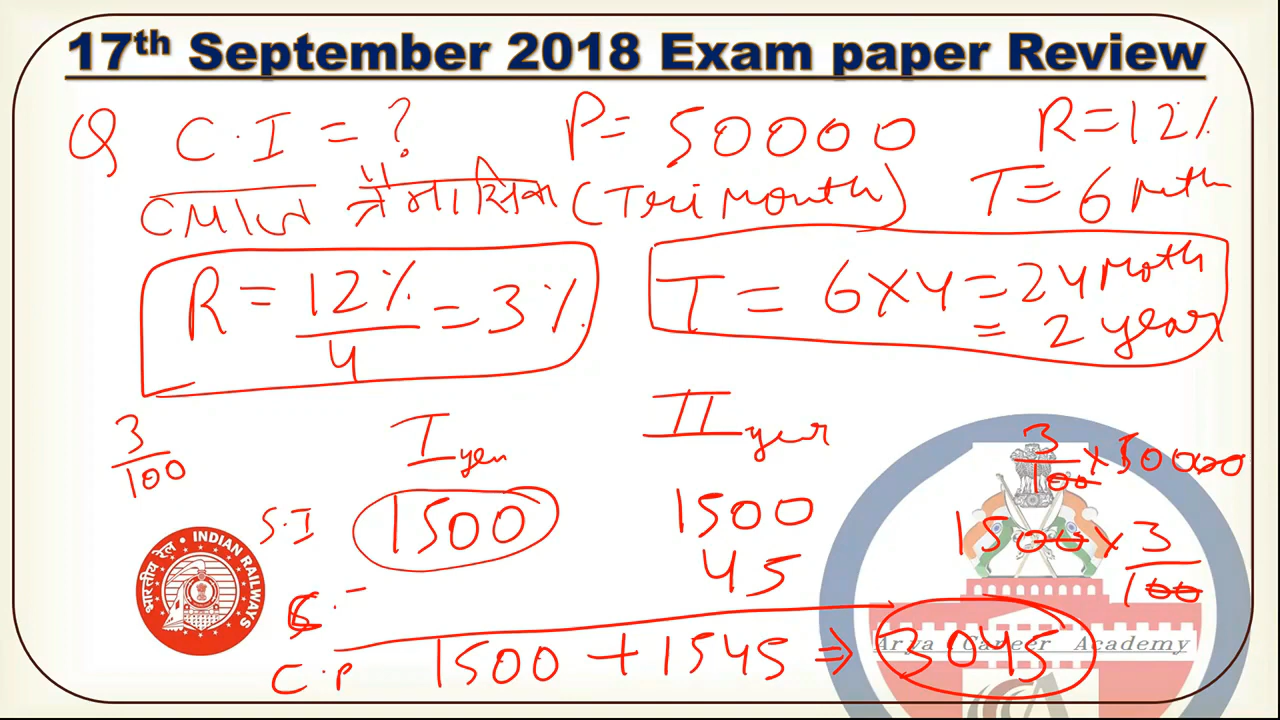 17th September 2018 Exam paper Review
Q C.I = ? P= 50000 R=12%
त्रैमासिक (Tri Month) T= 6 Month
R = 12%/4 = 3% T = 6×4 = 24 Moth
= 2 year
3/100 I year II year 3/100 × 50000
S.I 1500 1500 1500 × 3/100
45
भारतीय रेल INDIAN RAILWAYS
C.P 1500 + 1545 ⇒ 3045
Arya Career Academy